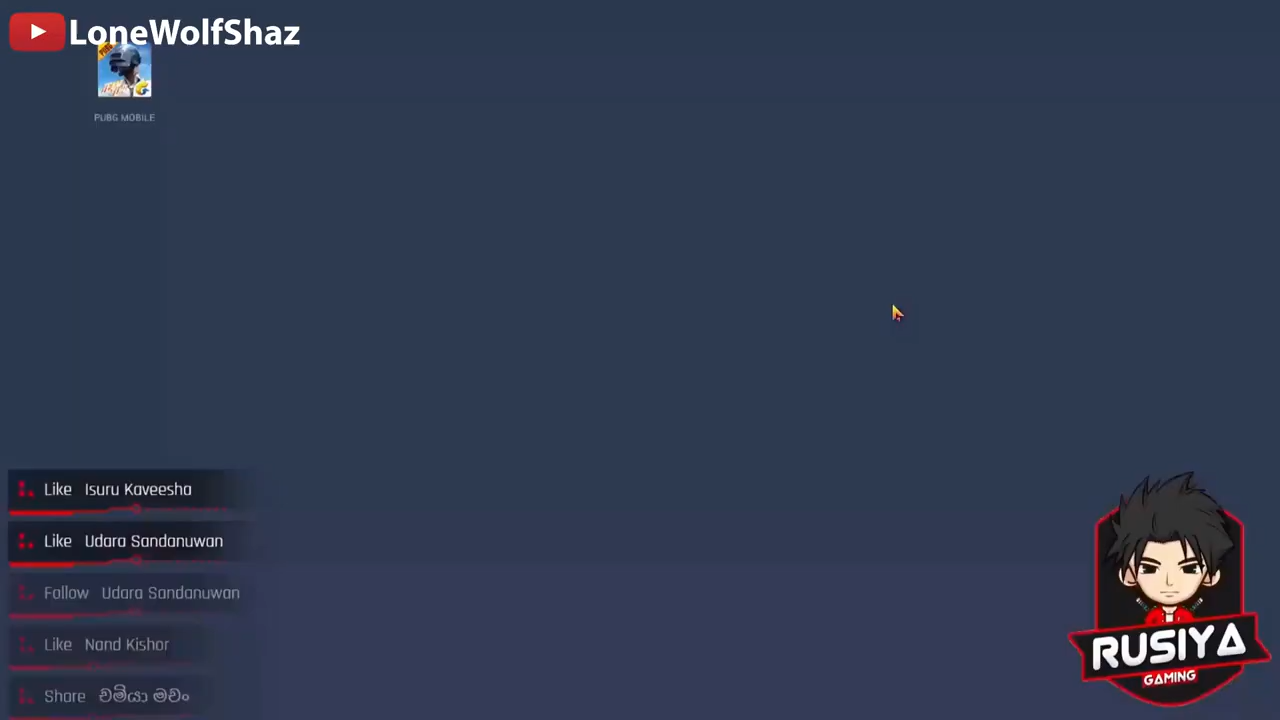 LoneWolfShaz
PUBG MOBILE
Like Isuru Kaveesha
Like Udara Sandanuwan
Follow Udara Sandanuwan
Like Nand Kishor
Share චමියා මචං
RUSIYA
GAMING